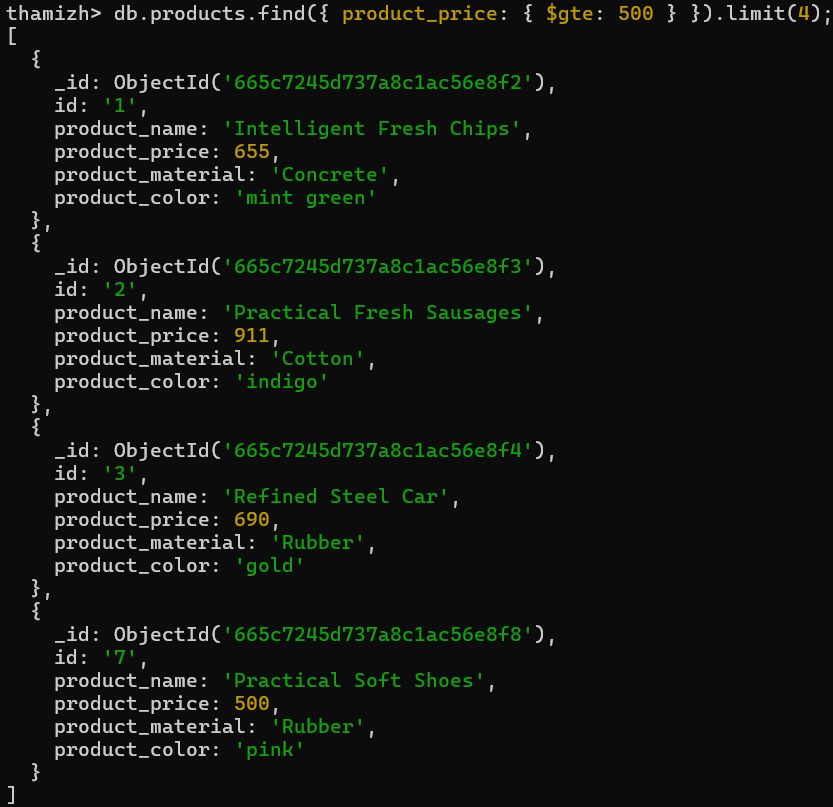 thamizh> db.products.find({ product_price: { $gte: 500 } }).limit(4);
[
  {
    _id: ObjectId('665c7245d737a8c1ac56e8f2'),
    id: '1',
    product_name: 'Intelligent Fresh Chips',
    product_price: 655,
    product_material: 'Concrete',
    product_color: 'mint green'
  },
  {
    _id: ObjectId('665c7245d737a8c1ac56e8f3'),
    id: '2',
    product_name: 'Practical Fresh Sausages',
    product_price: 911,
    product_material: 'Cotton',
    product_color: 'indigo'
  },
  {
    _id: ObjectId('665c7245d737a8c1ac56e8f4'),
    id: '3',
    product_name: 'Refined Steel Car',
    product_price: 690,
    product_material: 'Rubber',
    product_color: 'gold'
  },
  {
    _id: ObjectId('665c7245d737a8c1ac56e8f8'),
    id: '7',
    product_name: 'Practical Soft Shoes',
    product_price: 500,
    product_material: 'Rubber',
    product_color: 'pink'
  }
]